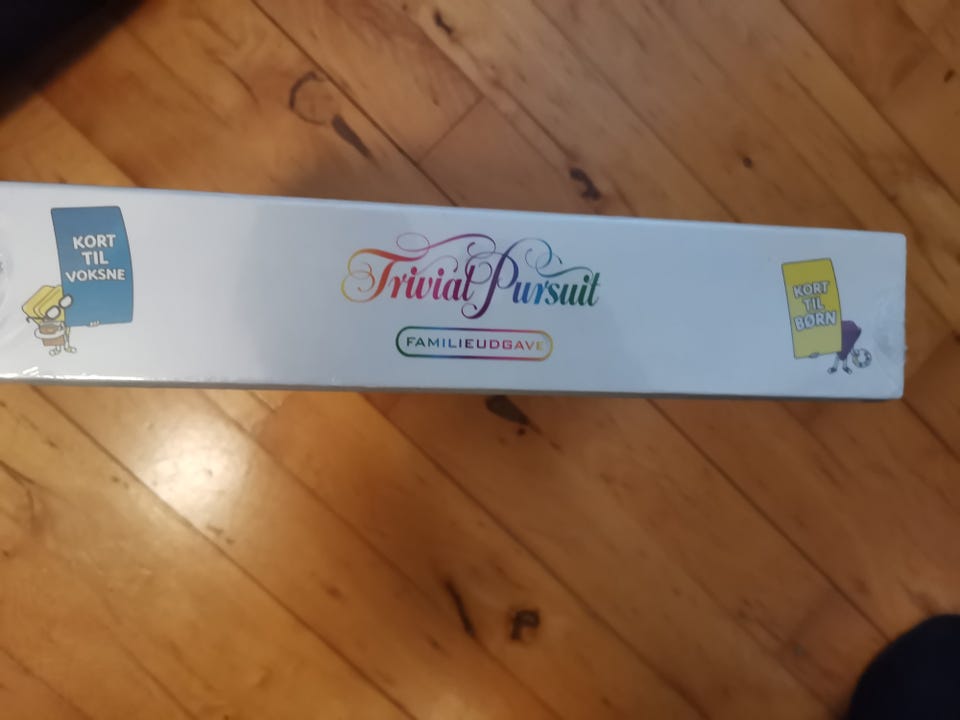 KORT
TIL
VOKSNE
Trivial Pursuit
FAMILIEUDGAVE
KORT
TIL
BØRN